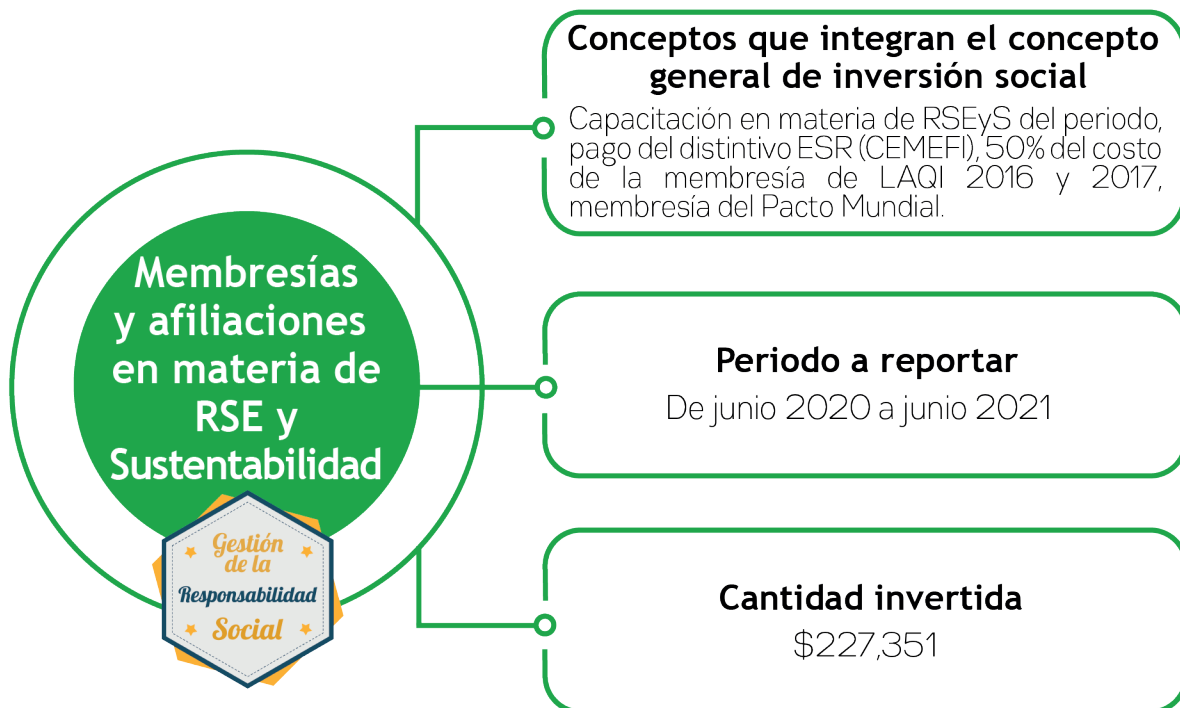 Conceptos que integran el concepto
general de inversión social
Capacitación en materia de RSEyS del periodo,
pago del distintivo ESR (CEMEFI), 50% del costo
de la membresía de LAQI 2016 y 2017,
membresía del Pacto Mundial.
Membresías
y afiliaciones
en materia de
RSE y
Sustentabilidad
Gestión
de la
Responsabilidad
Social
Periodo a reportar
De junio 2020 a junio 2021
Cantidad invertida
$227,351